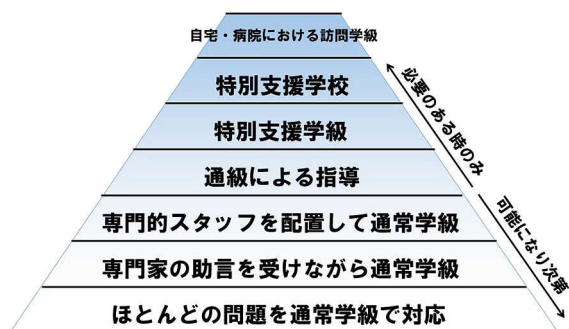 自宅・病院における訪問学級
特別支援学校
特別支援学級
通級による指導
専門的スタッフを配置して通常学級
専門家の助言を受けながら通常学級
ほとんどの問題を通常学級で対応
必要のある時のみ
可能になり次第